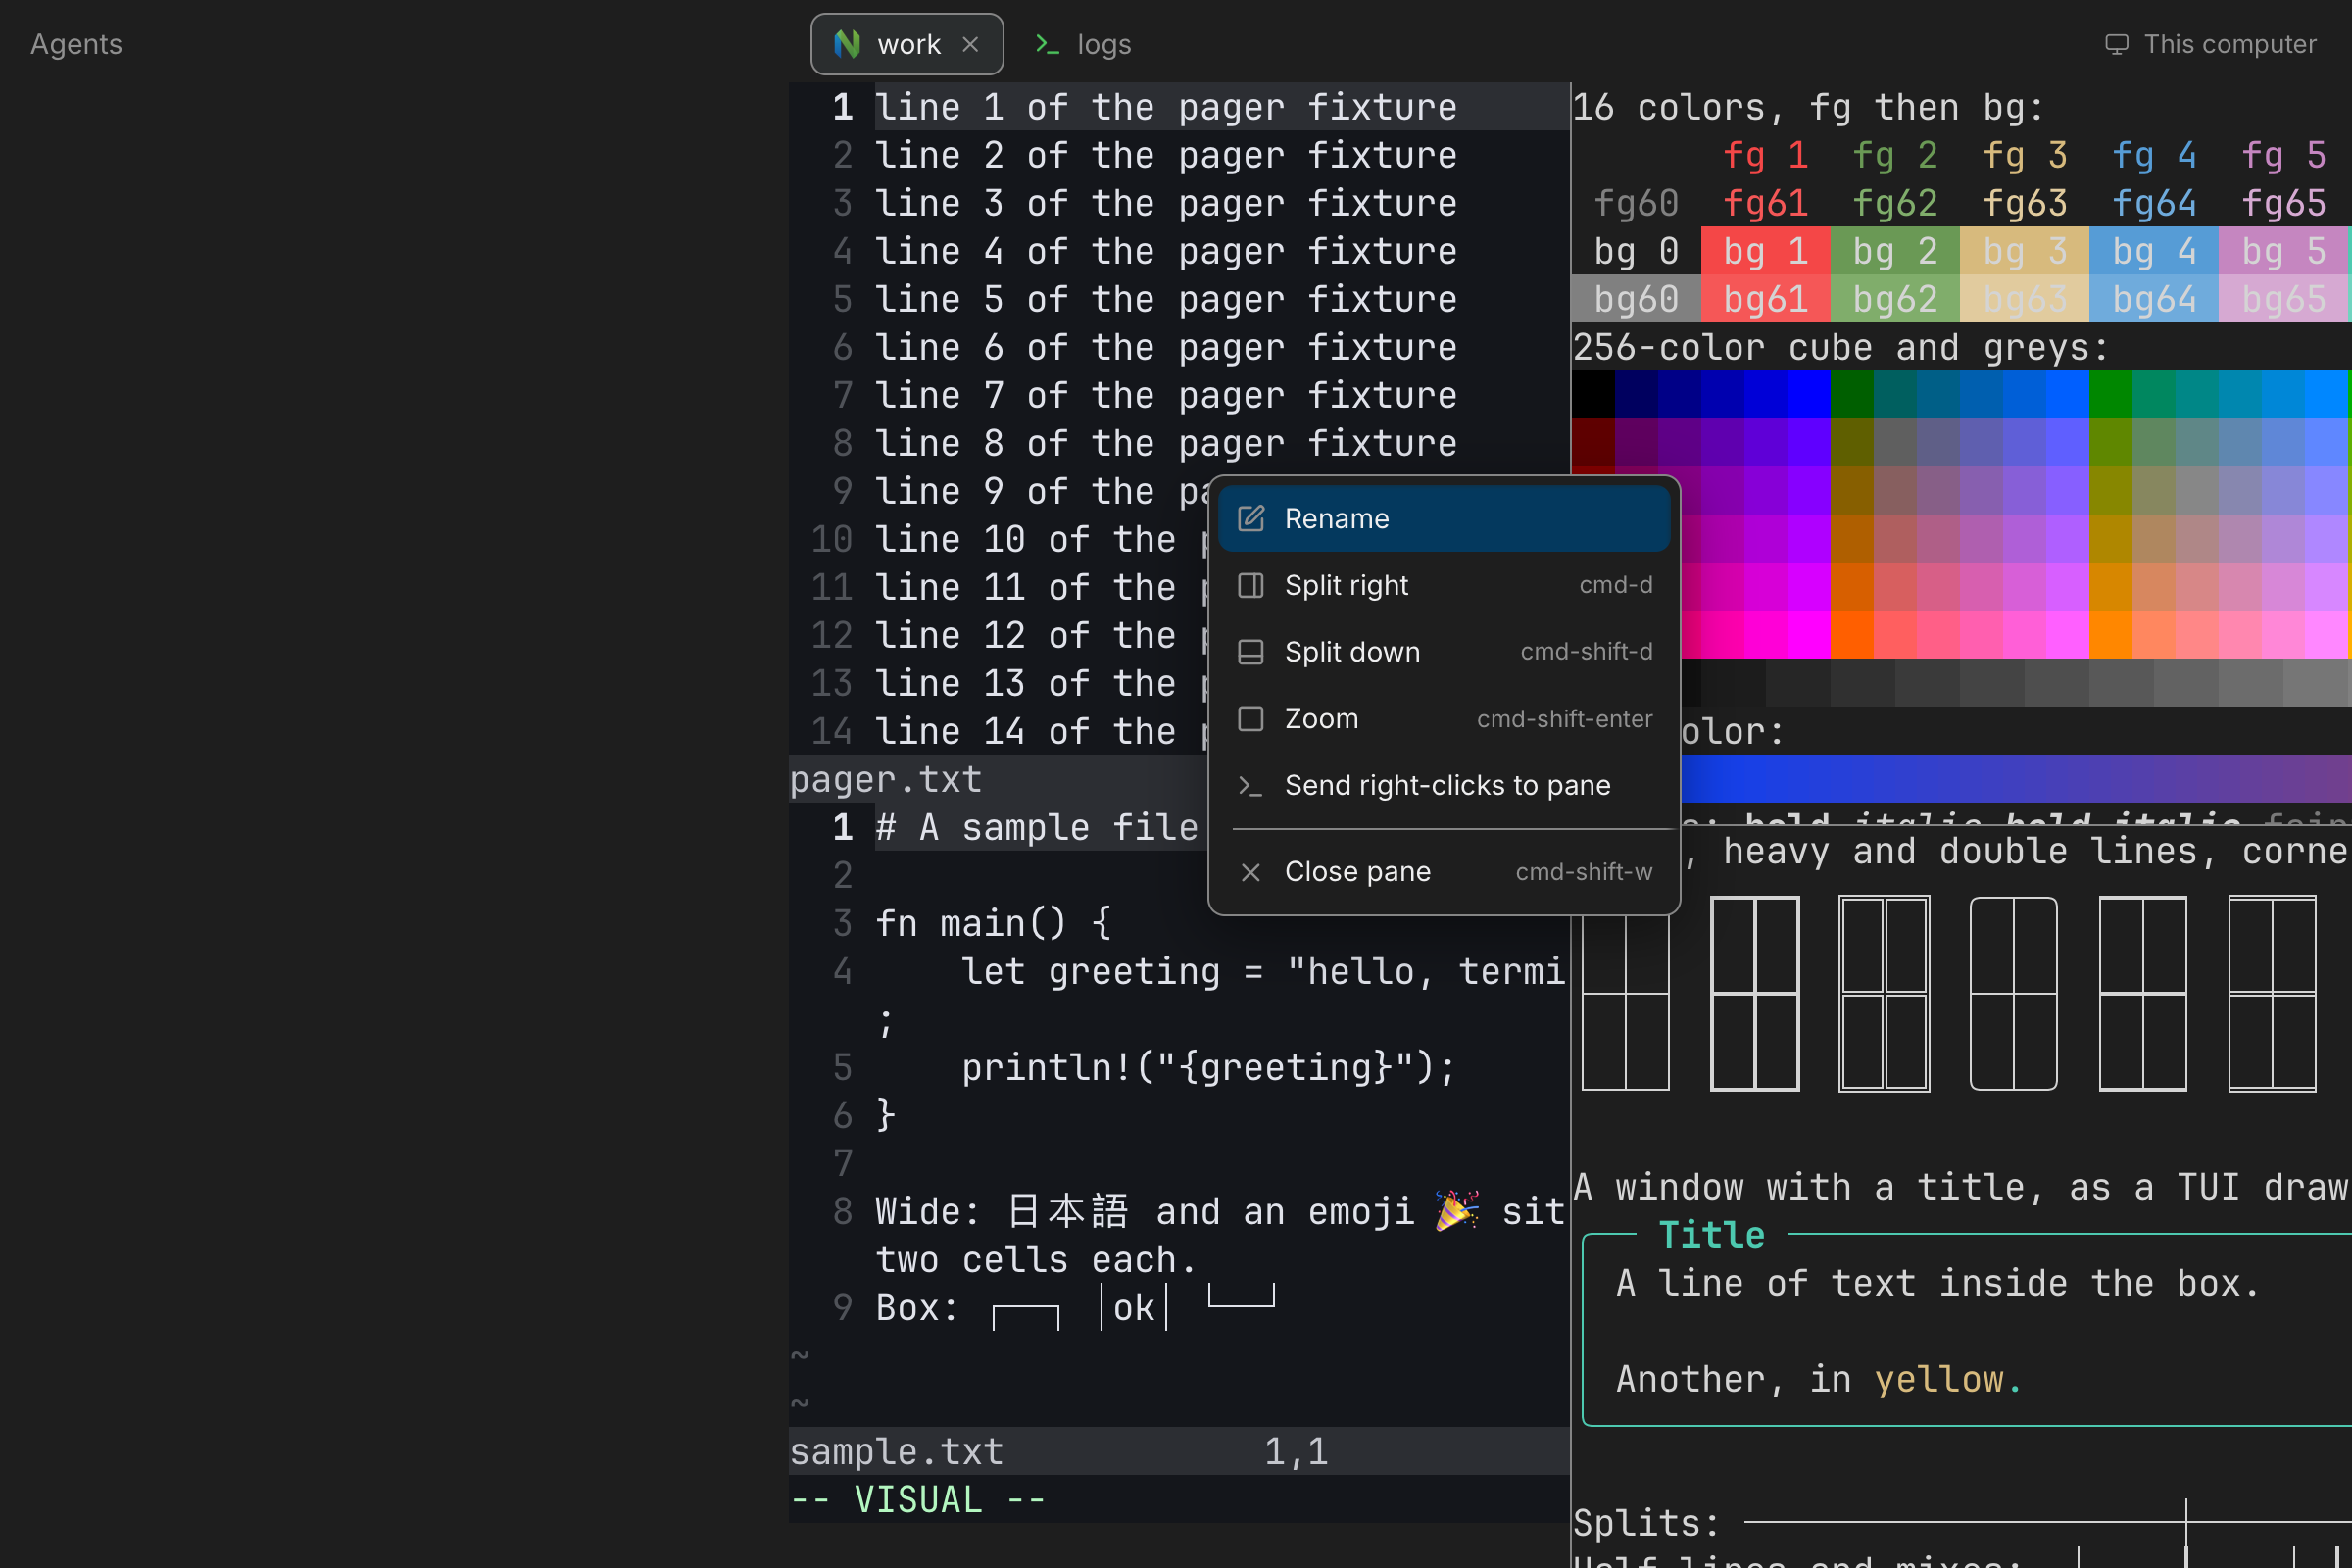 Agents
work
logs
This computer
1 line 1 of the pager fixture
2 line 2 of the pager fixture
3 line 3 of the pager fixture
4 line 4 of the pager fixture
5 line 5 of the pager fixture
6 line 6 of the pager fixture
7 line 7 of the pager fixture
8 line 8 of the pager fixture
9 line 9 of the
10 line 10 of the
11 line 11 of the
12 line 12 of the
13 line 13 of the
14 line 14 of the
pager.txt
1 # A sample file
2
3 fn main() {
4     let greeting = "hello, termi
;
5     println!("{greeting}");
6 }
7
8 Wide: 日本語 and an emoji 🎉 sit
two cells each.
9 Box: ┌──┐ │ok│ └──┘
~
~
sample.txt 1,1
-- VISUAL --
Rename
Split right cmd-d
Split down cmd-shift-d
Zoom cmd-shift-enter
Send right-clicks to pane
Close pane cmd-shift-w
16 colors, fg then bg:
fg 1 fg 2 fg 3 fg 4 fg 5
fg60 fg61 fg62 fg63 fg64 fg65
bg 0 bg 1 bg 2 bg 3 bg 4 bg 5
bg60 bg61 bg62 bg63 bg64 bg65
256-color cube and greys:
olor:
, heavy and double lines, corne
A window with a title, as a TUI draw
Title
A line of text inside the box.
Another, in yellow.
Splits: